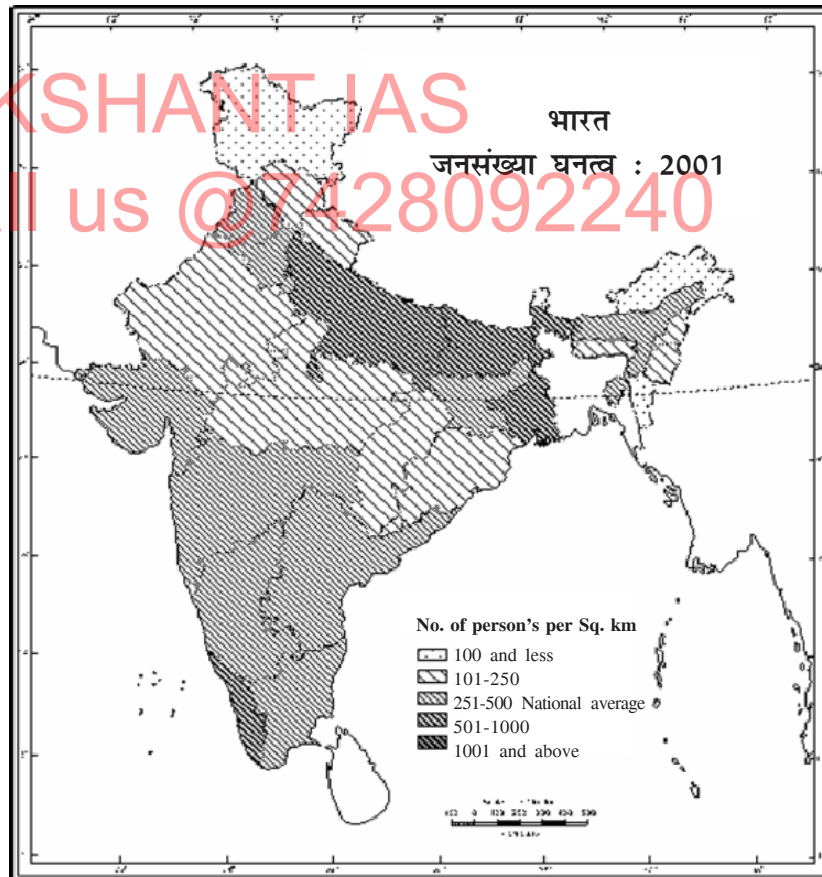 KSHANT IAS
भारत
जनसंख्या घनत्व : 2001
ll us @7428092240
No. of person's per Sq. km
100 and less
101-250
251-500 National average
501-1000
1001 and above